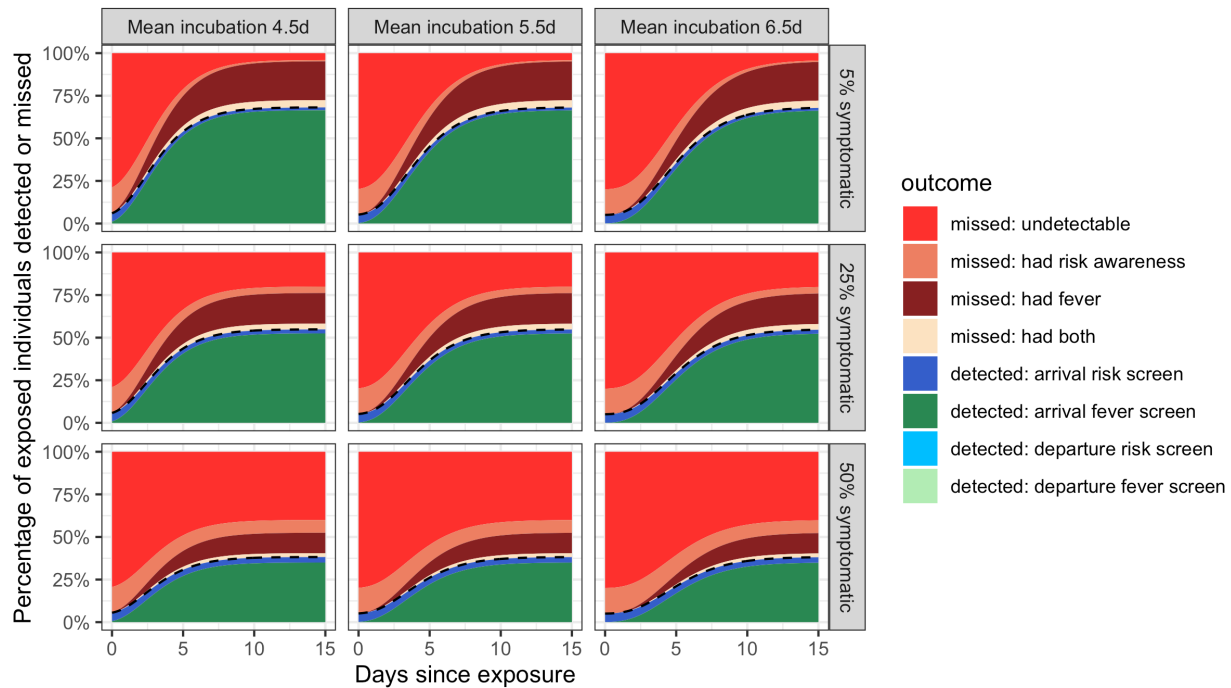 Mean incubation 4.5d
Mean incubation 5.5d
Mean incubation 6.5d
Percentage of exposed individuals detected or missed
100%
75%
50%
25%
0%
5% symptomatic
100%
75%
50%
25%
0%
25% symptomatic
100%
75%
50%
25%
0%
50% symptomatic
0 5 10 15
0 5 10 15
0 5 10 15
Days since exposure
outcome
missed: undetectable
missed: had risk awareness
missed: had fever
missed: had both
detected: arrival risk screen
detected: arrival fever screen
detected: departure risk screen
detected: departure fever screen